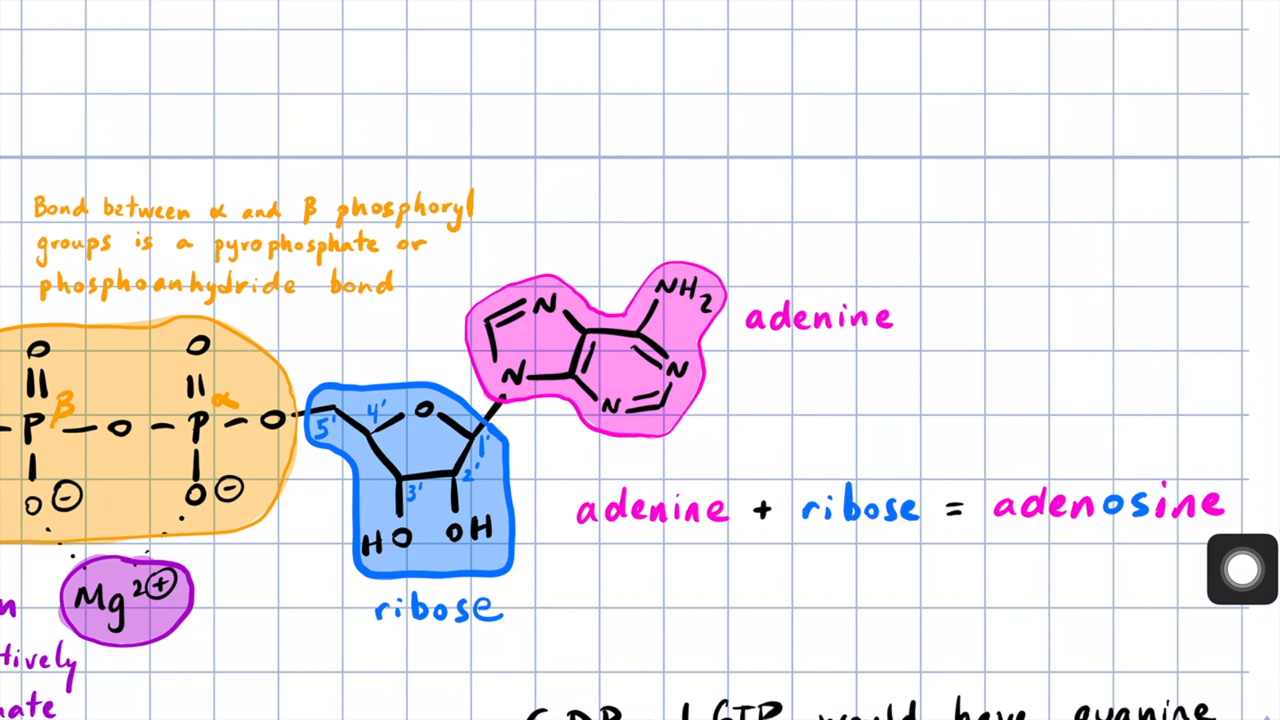 Bond between α and β phosphoryl
groups is a pyrophosphate or
phosphoanhydride bond
NH2
N
adenine
N
N
N
O
O
β
α
P
O
P
O
5'
4'
O
1'
2'
3'
O
O
HO
OH
adenine + ribose = adenosine
Mg2+
ribose